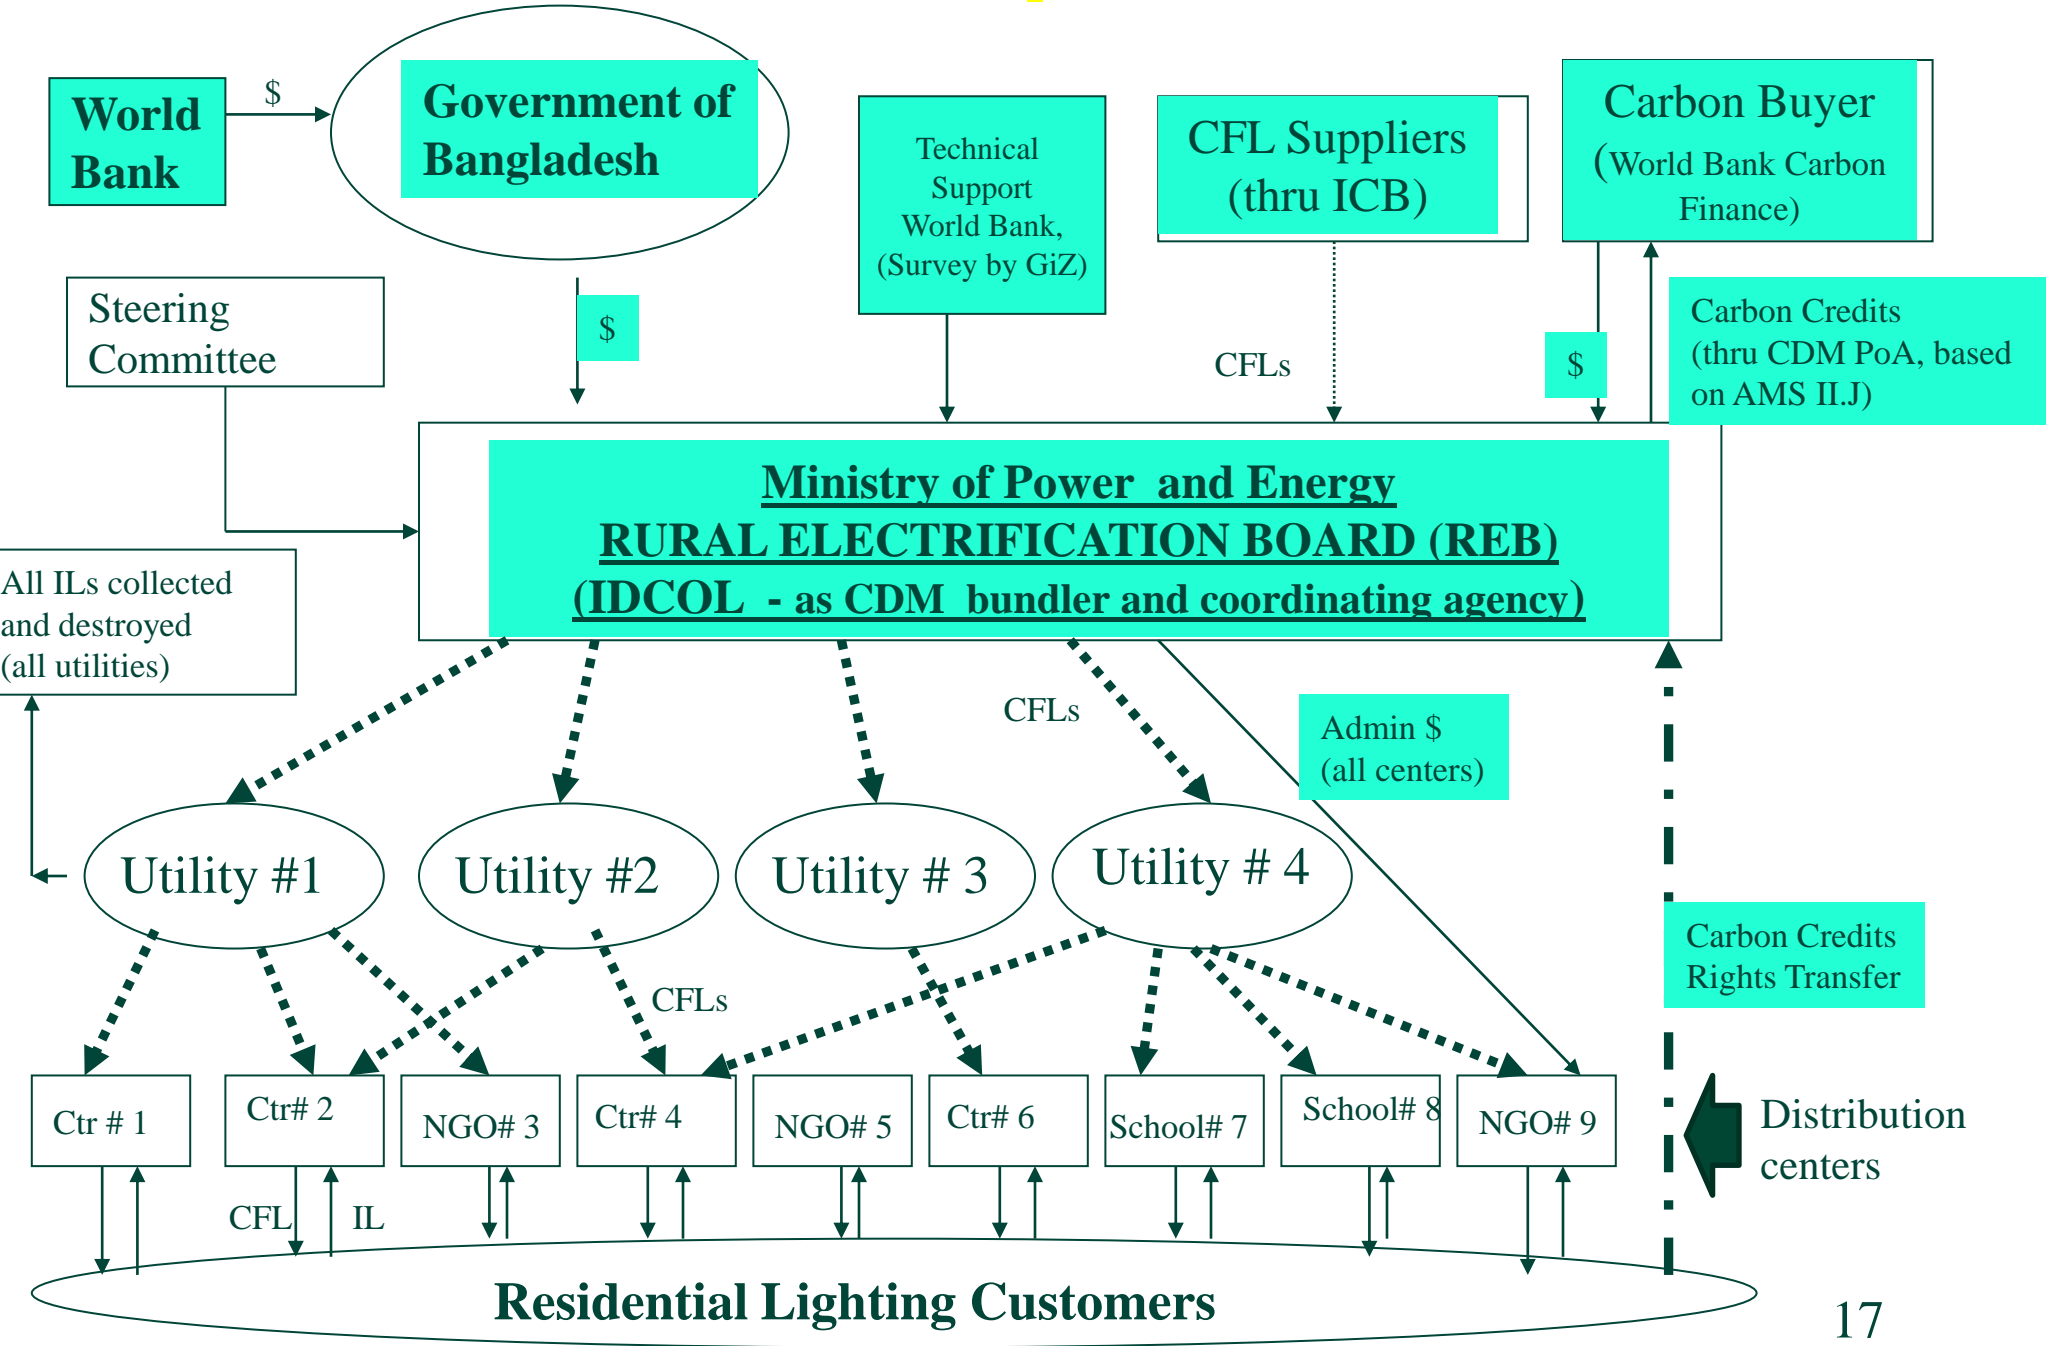 World
Bank
$
Government of
Bangladesh
Technical
Support
World Bank,
(Survey by GiZ)
CFL Suppliers
(thru ICB)
Carbon Buyer
(World Bank Carbon
Finance)
Steering
Committee
$
CFLs
$
Carbon Credits
(thru CDM PoA, based
on AMS II.J)
Ministry of Power and Energy
RURAL ELECTRIFICATION BOARD (REB)
(IDCOL - as CDM bundler and coordinating agency)
All ILs collected
and destroyed
(all utilities)
CFLs
Admin $
(all centers)
Utility #1
Utility #2
Utility # 3
Utility # 4
Carbon Credits
Rights Transfer
CFLs
Ctr # 1
Ctr# 2
NGO# 3
Ctr# 4
NGO# 5
Ctr# 6
School# 7
School# 8
NGO# 9
Distribution
centers
CFL
IL
Residential Lighting Customers
17